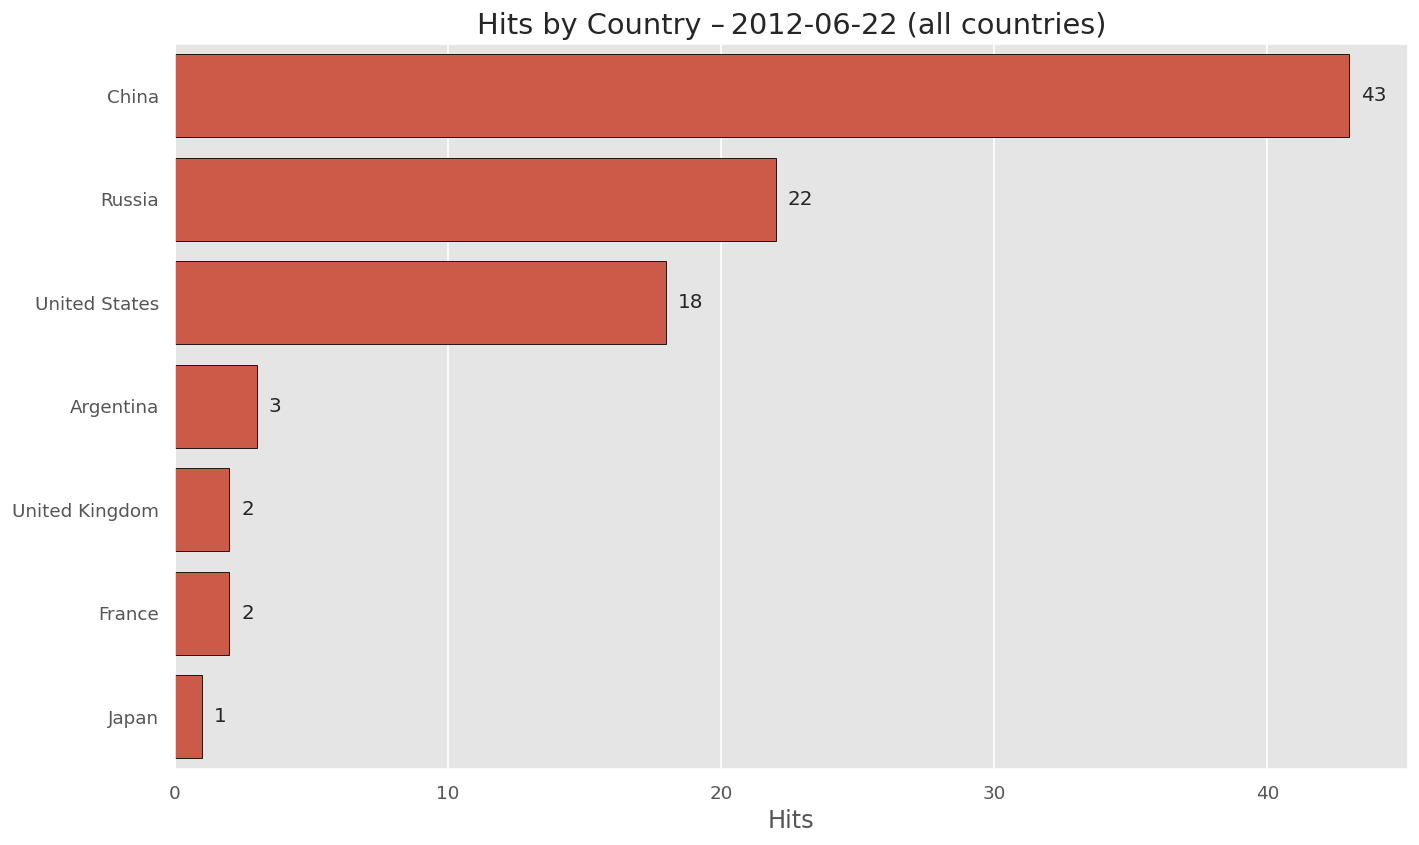 Hits by Country – 2012-06-22 (all countries)
China
43
Russia
22
United States
18
Argentina
3
United Kingdom
2
France
2
Japan
1
0 10 20 30 40
Hits